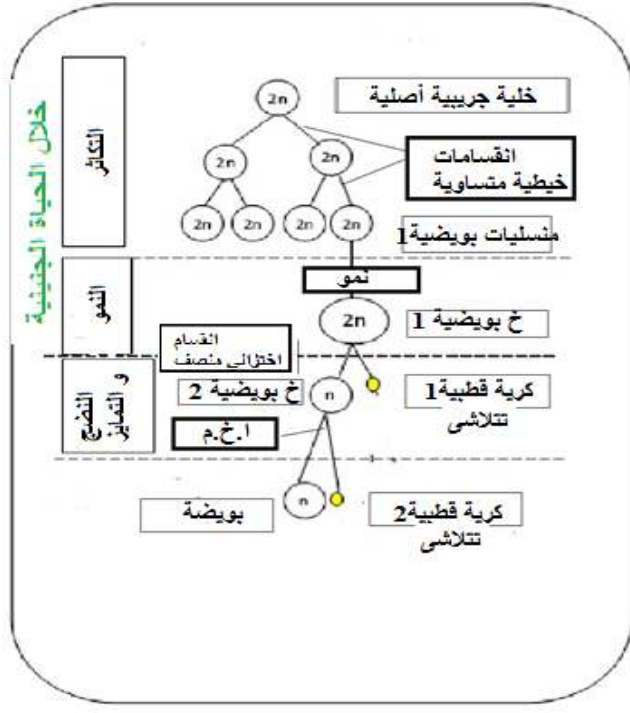 خلال الحياة الجنينية
التكاثر
2n
خلية جريبية أصلية
2n
2n
انقسامات
خيطية متساوية
2n
2n
2n
2n
منسليات بويضية1
نمو
النمو
2n
خ بويضية 1
انقسام
اختزالي منصف
النضج
و التمايز
خ بويضية 2
n
كرية قطبية1
تتلاشى
ا.خ.م
بويضة
n
كرية قطبية2
تتلاشى